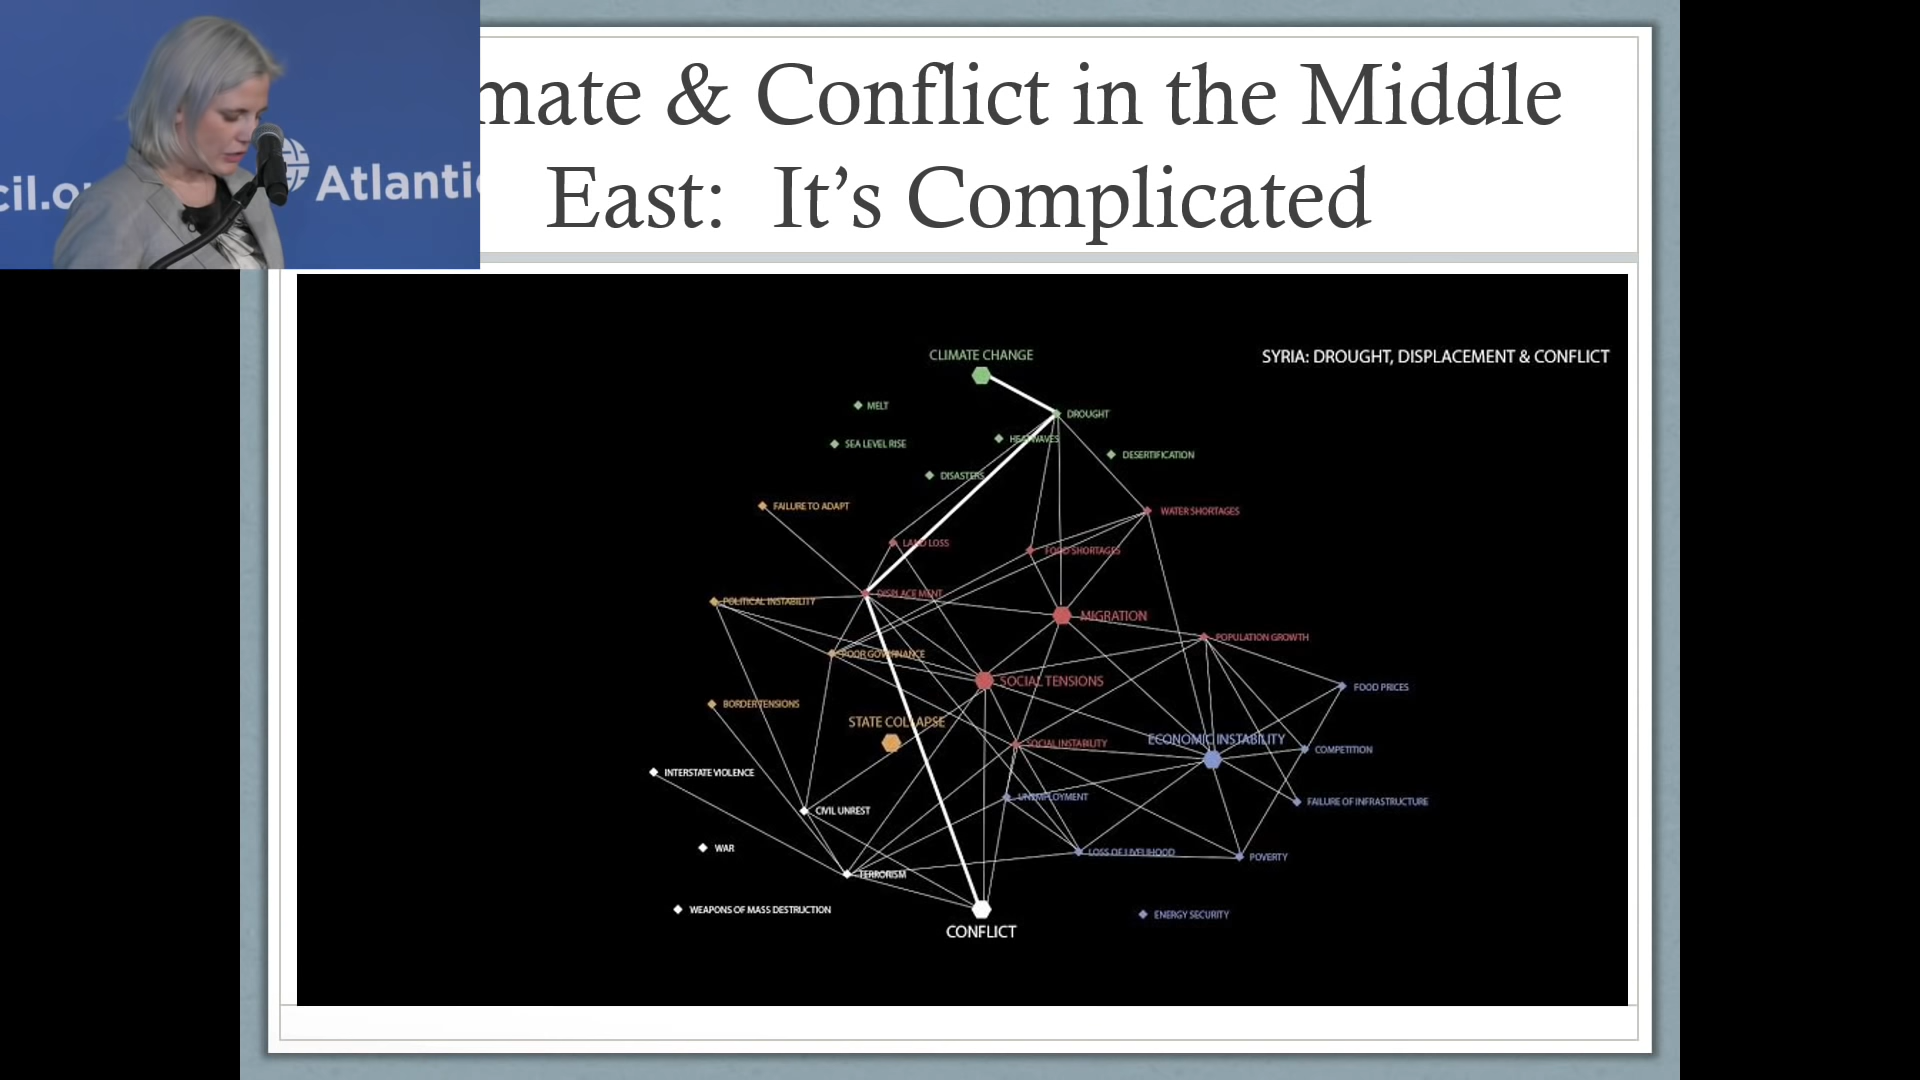 cil.o
Atlantic
mate & Conflict in the Middle
East: It's Complicated
SYRIA: DROUGHT, DISPLACEMENT & CONFLICT
CLIMATE CHANGE
MELT
DROUGHT
SEA LEVEL RISE
HEATWAVES
DESERTIFICATION
DISASTERS
FAILURE TO ADAPT
WATER SHORTAGES
LAND LOSS
FOOD SHORTAGES
DISPLACEMENT
POLITICAL INSTABILITY
MIGRATION
POPULATION GROWTH
POOR GOVERNANCE
SOCIAL TENSIONS
FOOD PRICES
BORDER TENSIONS
STATE COLLAPSE
SOCIAL INSTABILITY
ECONOMIC INSTABILITY
COMPETITION
INTERSTATE VIOLENCE
UNEMPLOYMENT
FAILURE OF INFRASTRUCTURE
CIVIL UNREST
WAR
LOSS OF LIVELIHOOD
POVERTY
TERRORISM
WEAPONS OF MASS DESTRUCTION
ENERGY SECURITY
CONFLICT